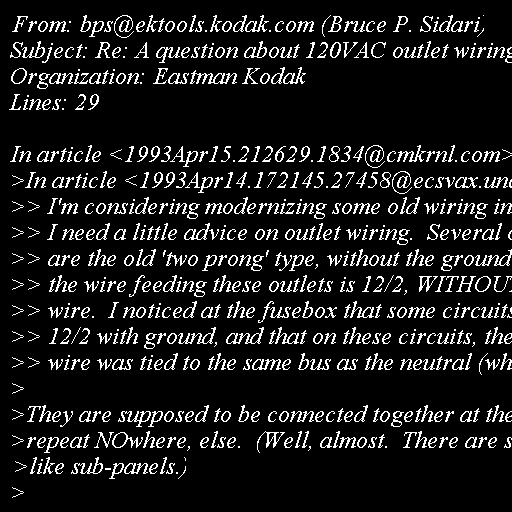 From: bps@ektools.kodak.com (Bruce P. Sidari)
Subject: Re: A question about 120VAC outlet wiring
Organization: Eastman Kodak
Lines: 29

In article <1993Apr15.212629.1834@cmkrnl.com>
>In article <1993Apr14.172145.27458@ecsvax.unc
>> I'm considering modernizing some old wiring in
>> I need a little advice on outlet wiring.  Several o
>> are the old 'two prong' type, without the ground
>> the wire feeding these outlets is 12/2, WITHOUT
>> wire.  I noticed at the fusebox that some circuits
>> 12/2 with ground, and that on these circuits, the
>> wire was tied to the same bus as the neutral (wh
>
>They are supposed to be connected together at the
>repeat NOwhere, else.  (Well, almost.  There are s
>like sub-panels.)
>